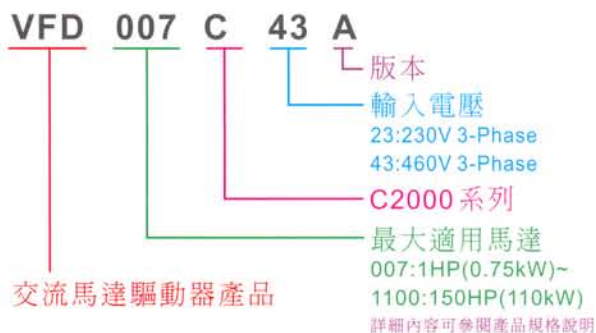 VFD 007 C 43 A
版本
輸入電壓
23:230V 3-Phase
43:460V 3-Phase
C2000系列
最大適用馬達
007:1HP(0.75kW)~
1100:150HP(110kW)
詳細內容可參閱產品規格說明
交流馬達驅動器產品